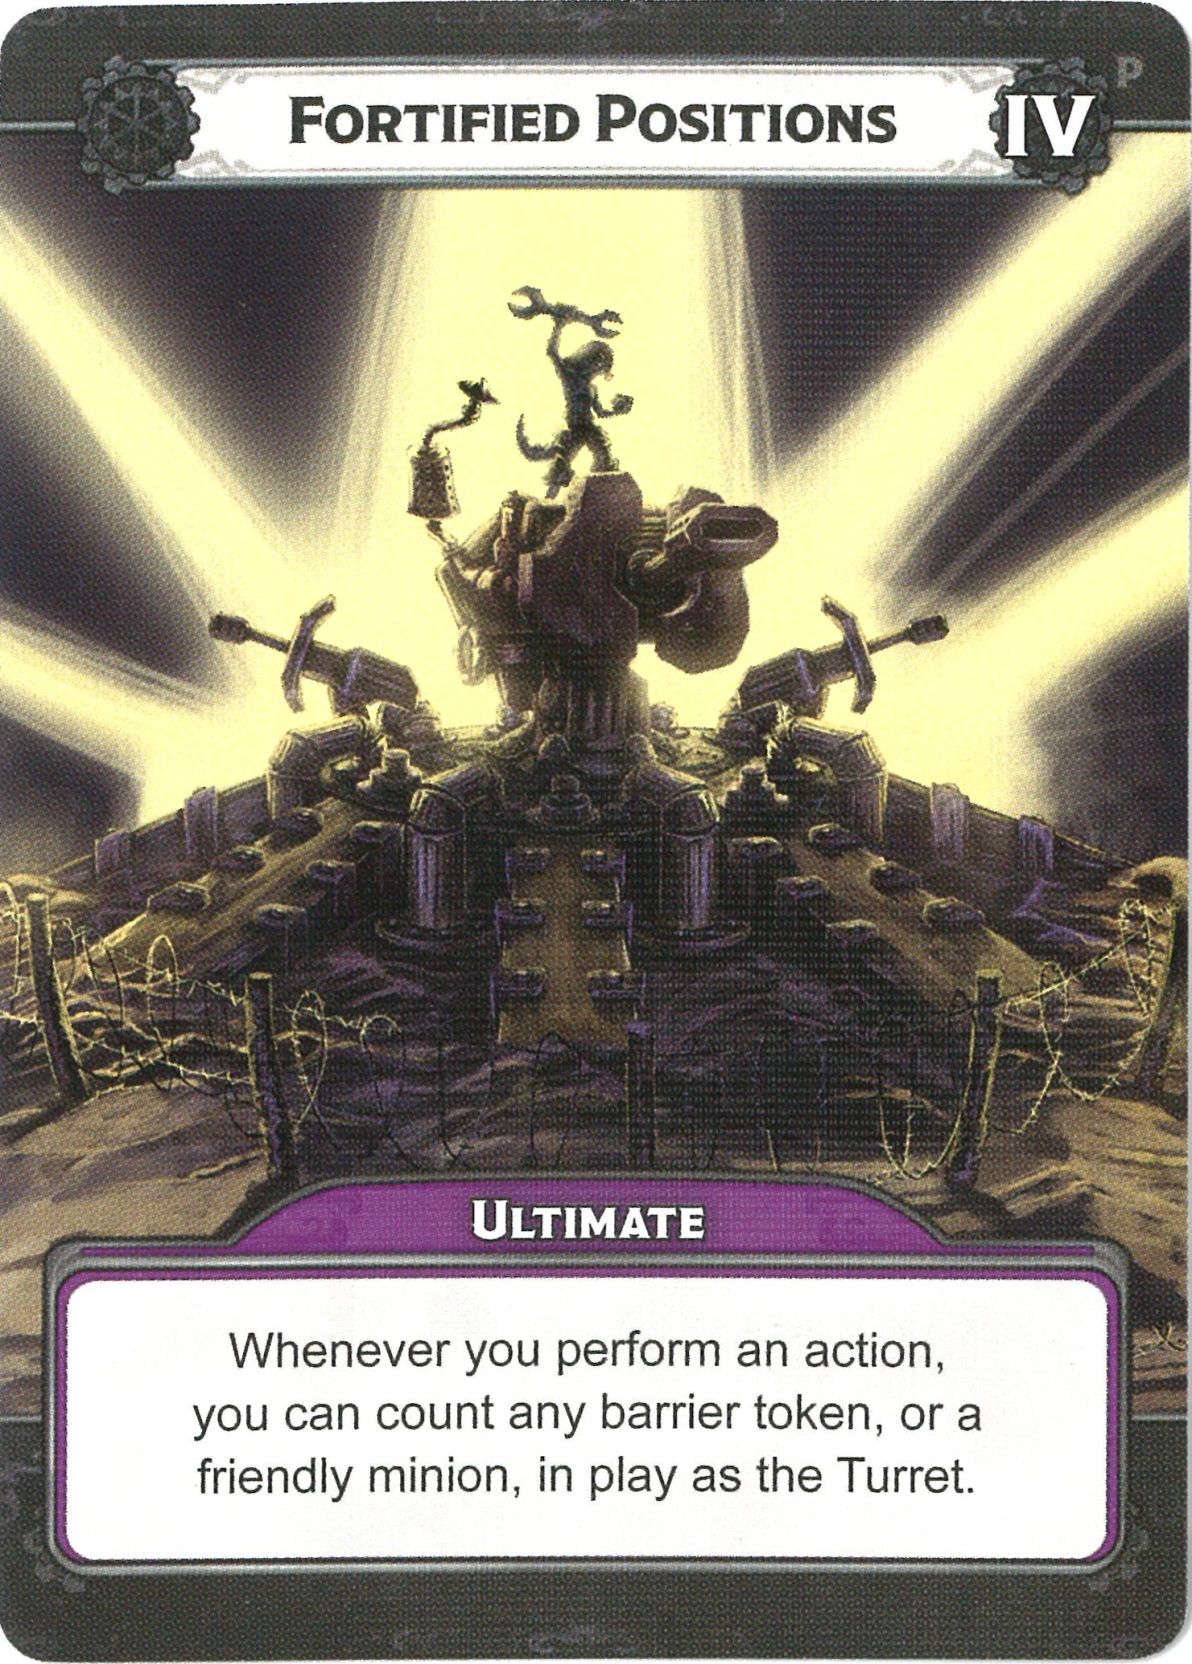 P
FORTIFIED POSITIONS
IV
ULTIMATE
Whenever you perform an action,
you can count any barrier token, or a
friendly minion, in play as the Turret.